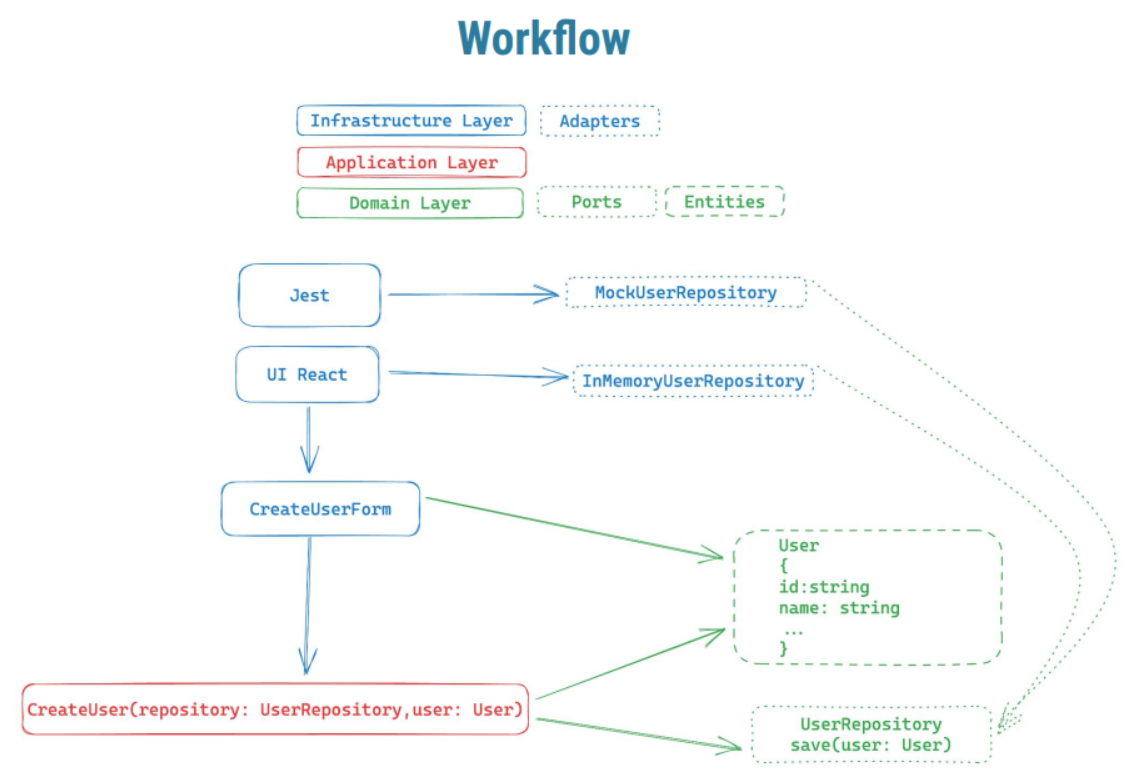 Workflow
Infrastructure Layer
Adapters
Application Layer
Domain Layer
Ports
Entities
Jest
MockUserRepository
UI React
InMemoryUserRepository
CreateUserForm
User
{
id:string
name: string
...
}
CreateUser(repository: UserRepository,user: User)
UserRepository
save(user: User)